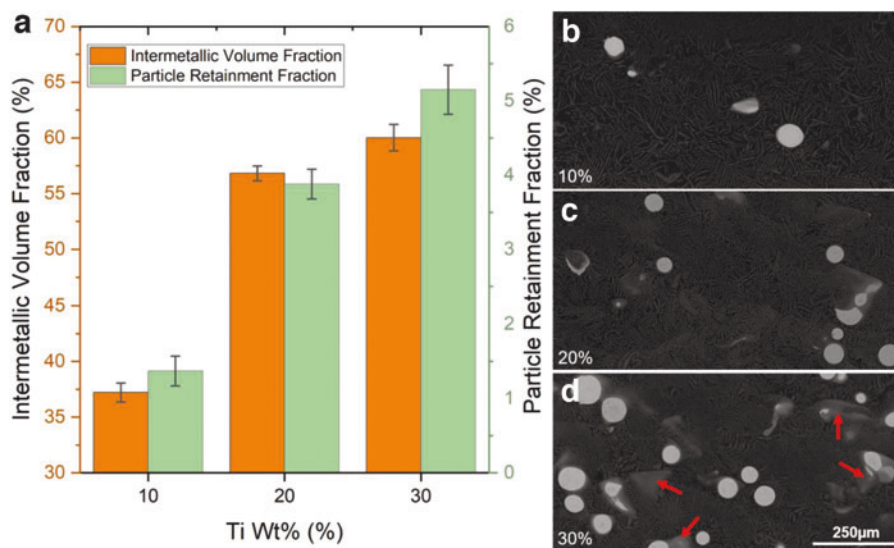 a
70
65
60
55
50
45
40
35
30
Intermetallic Volume Fraction (%)
Intermetallic Volume Fraction
Particle Retainment Fraction
6
5
4
3
2
1
0
Particle Retainment Fraction (%)
10
20
30
Ti Wt% (%)
b
10%
c
20%
d
30%
250µm